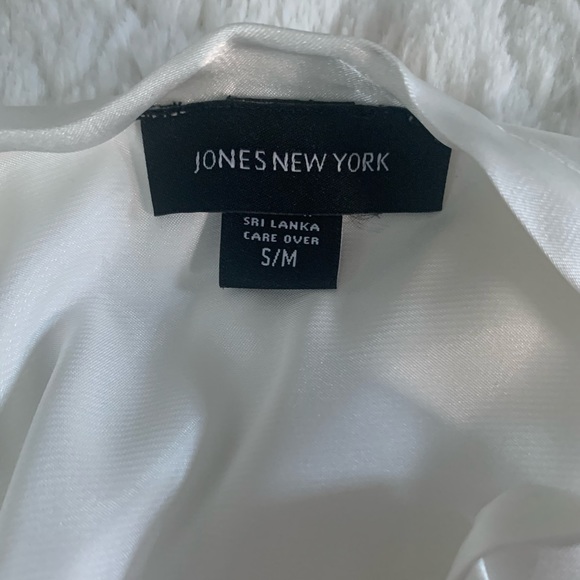 JONES NEW YORK
SRI LANKA
CARE OVER
S/M